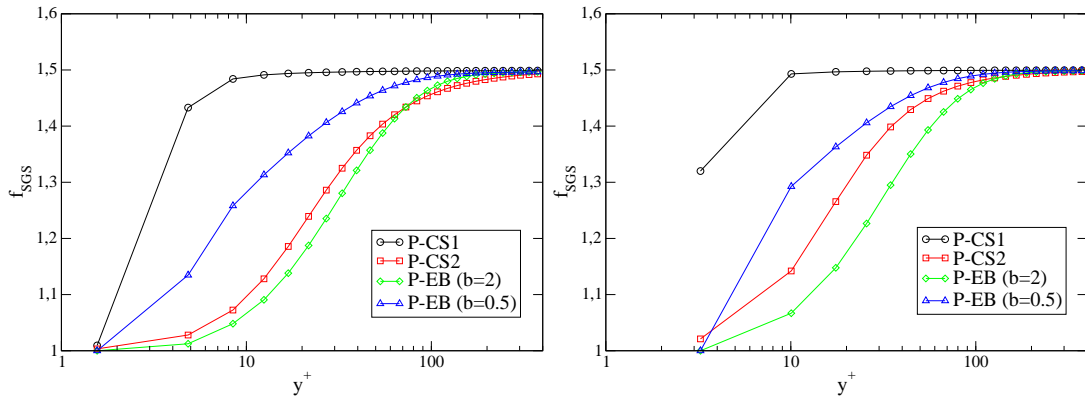 1,6
1,5
1,4
1,3
1,2
1,1
1
f_SGS
1
10
100
y^+
P-CS1
P-CS2
P-EB (b=2)
P-EB (b=0.5)
1,6
1,5
1,4
1,3
1,2
1,1
1
f_SGS
1
10
100
y^+
P-CS1
P-CS2
P-EB (b=2)
P-EB (b=0.5)